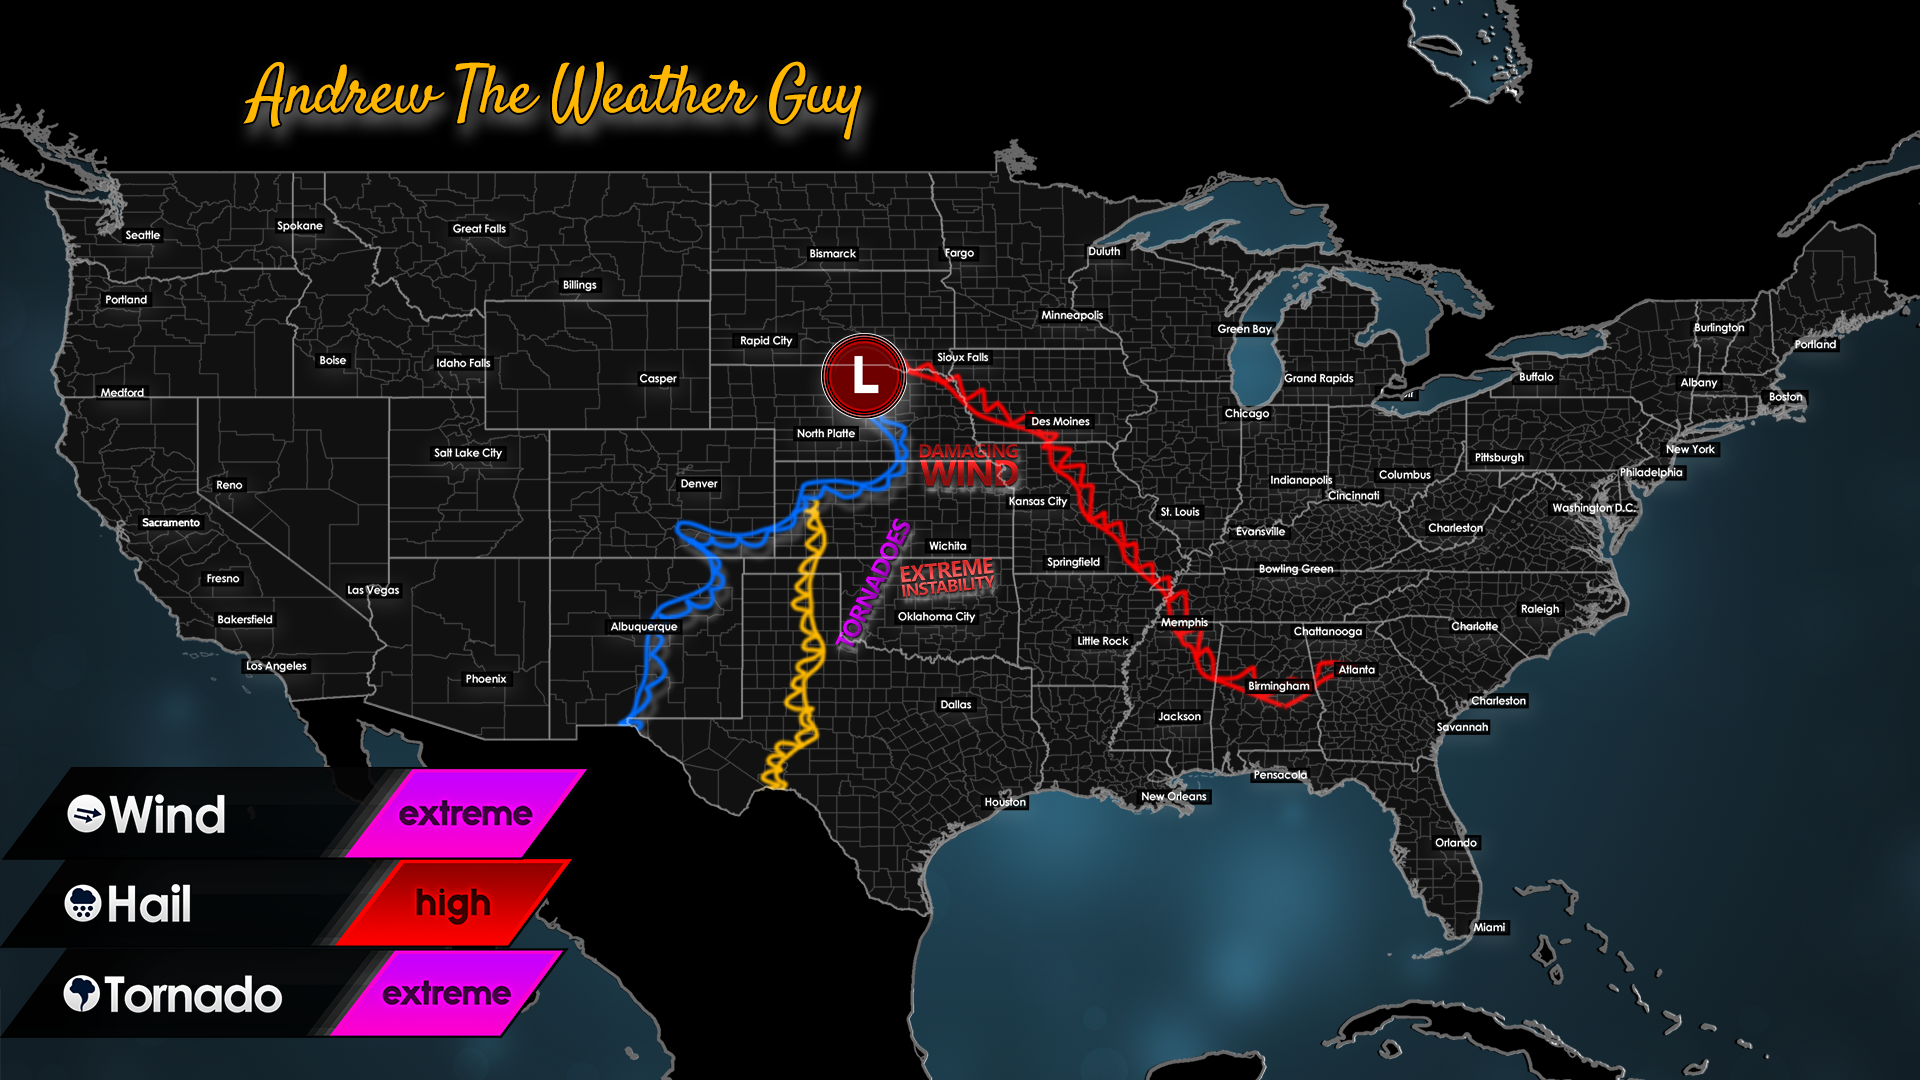 Andrew The Weather Guy
Seattle
Spokane
Great Falls
Bismarck
Fargo
Duluth
Billings
Portland
Minneapolis
Green Bay
Burlington
Rapid City
Portland
L
Sioux Falls
Boise
Idaho Falls
Casper
Grand Rapids
Buffalo
Albany
Medford
Boston
Chicago
Des Moines
North Platte
Salt Lake City
DAMAGING
WIND
New York
Pittsburgh
Reno
Denver
Indianapolis
Columbus
Philadelphia
Kansas City
Cincinnati
Sacramento
St. Louis
Washington D.C.
Evansville
Charleston
TORNADOES
Wichita
Springfield
Bowling Green
EXTREME
INSTABILITY
Fresno
Las Vegas
Bakersfield
Albuquerque
Oklahoma City
Raleigh
Memphis
Chattanooga
Charlotte
Little Rock
Los Angeles
Phoenix
Atlanta
Birmingham
Dallas
Jackson
Charleston
Savannah
Pensacola
Houston
New Orleans
Orlando
Miami
Wind extreme
Hail high
Tornado extreme